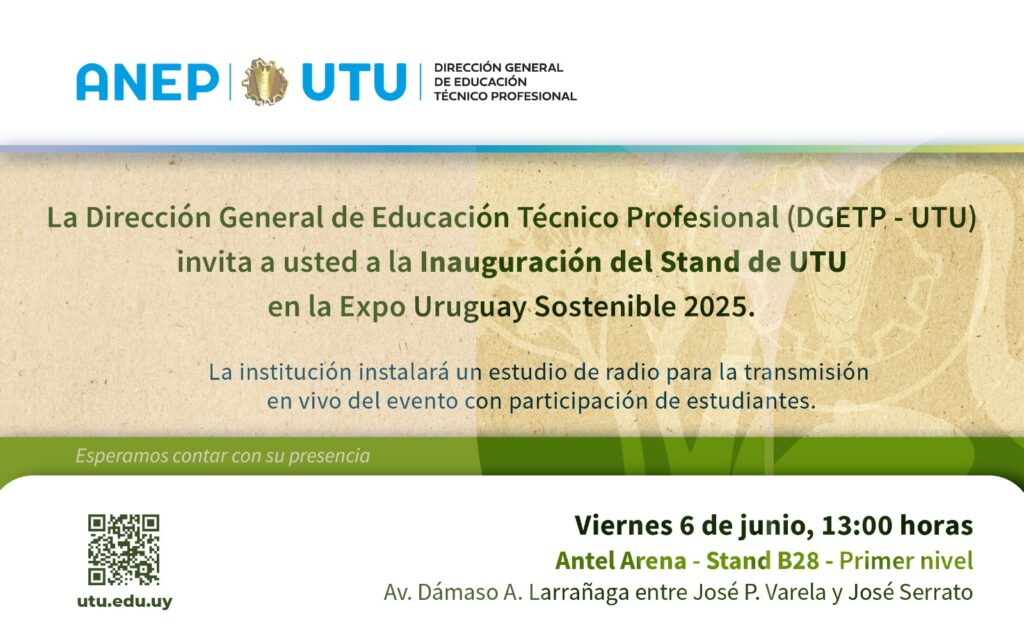 ANEP UTU DIRECCIÓN GENERAL
DE EDUCACIÓN
TÉCNICO PROFESIONAL
La Dirección General de Educación Técnico Profesional (DGETP - UTU)
invita a usted a la Inauguración del Stand de UTU
en la Expo Uruguay Sostenible 2025.
La institución instalará un estudio de radio para la transmisión
en vivo del evento con participación de estudiantes.
Esperamos contar con su presencia
Viernes 6 de junio, 13:00 horas
Antel Arena - Stand B28 - Primer nivel
Av. Dámaso A. Larrañaga entre José P. Varela y José Serrato
utu.edu.uy